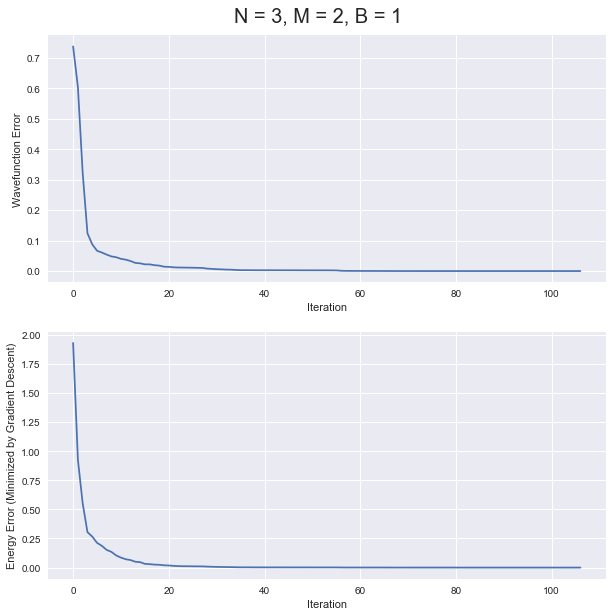 N = 3, M = 2, B = 1
0.7
0.6
0.5
0.4
0.3
0.2
0.1
0.0
Wavefunction Error
0 20 40 60 80 100
Iteration
2.00
1.75
1.50
1.25
1.00
0.75
0.50
0.25
0.00
Energy Error (Minimized by Gradient Descent)
0 20 40 60 80 100
Iteration